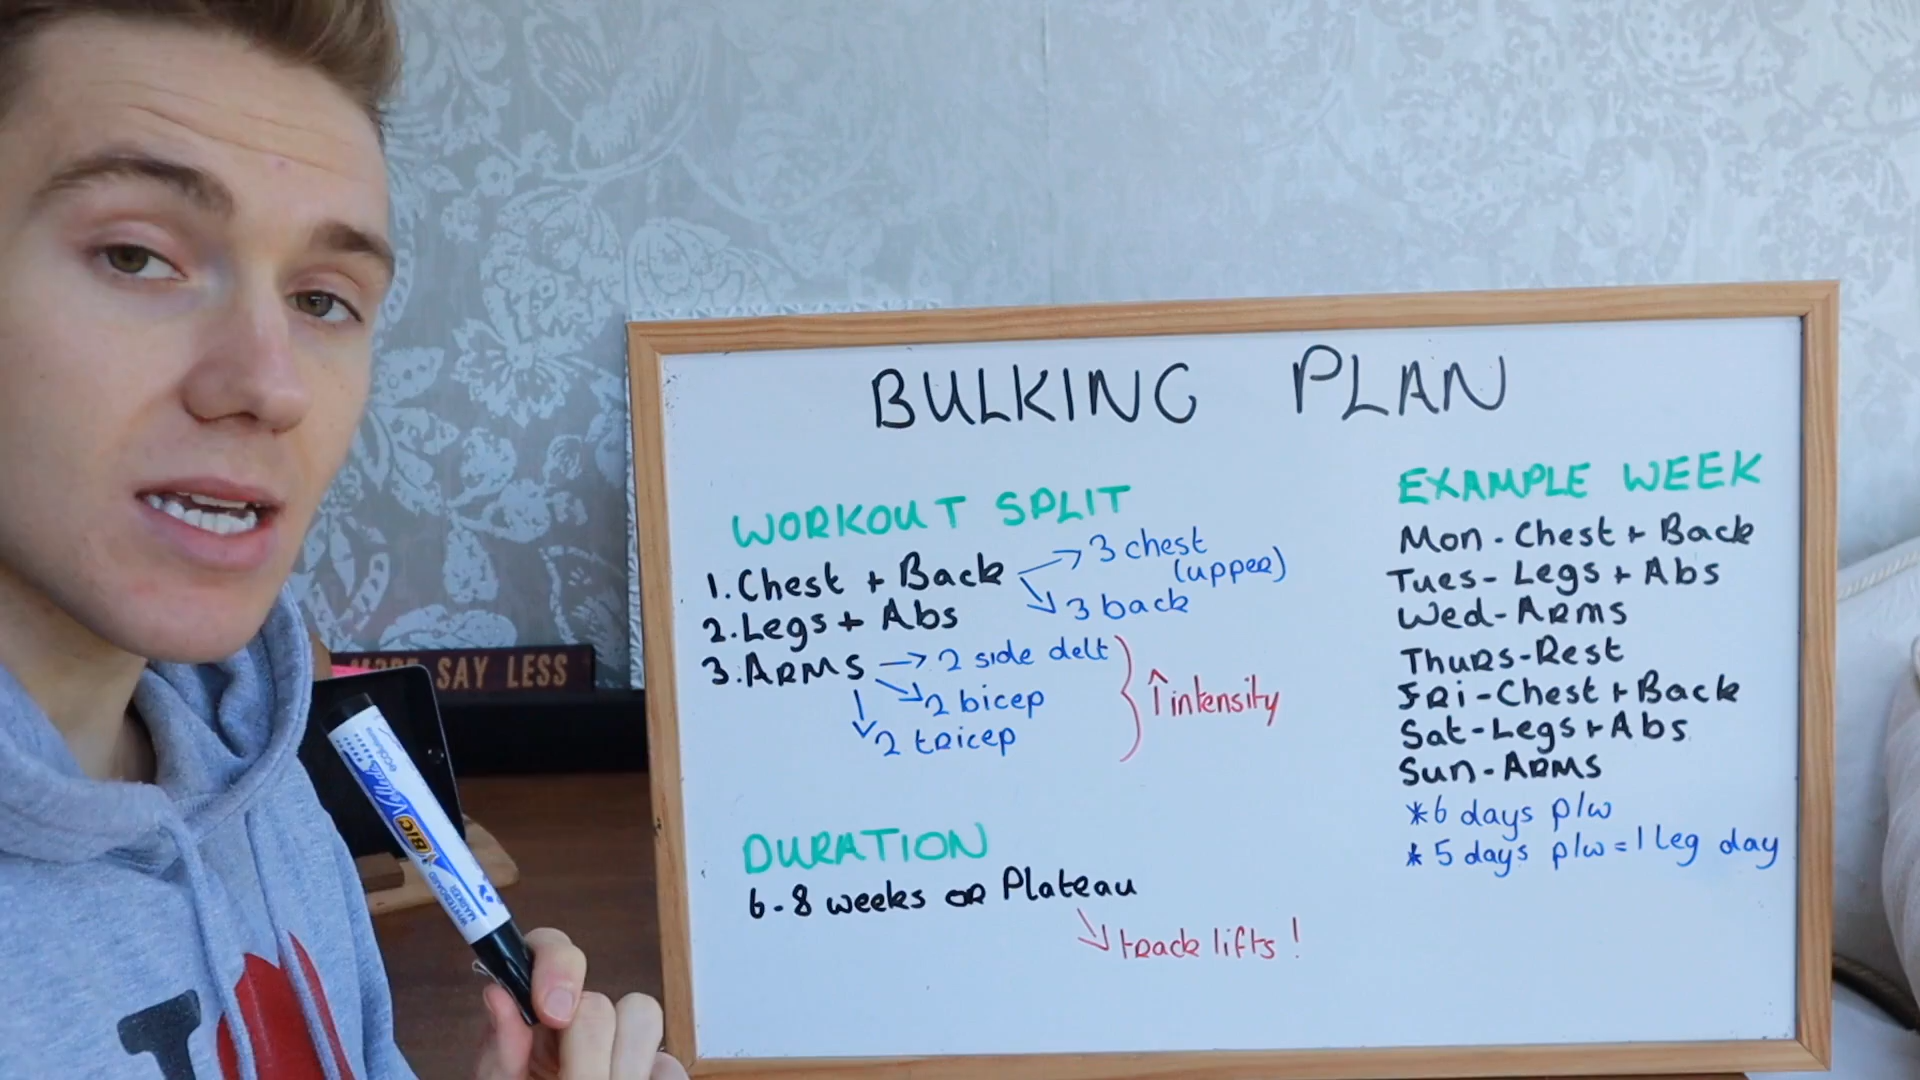 BULKING PLAN
WORKOUT SPLIT
1. Chest + Back → 3 chest
(upper)
↘ 3 back
2. Legs + Abs
3. ARMS → 2 side delt
↘ 2 bicep
↓ 2 tricep
↑ intensity
DURATION
6-8 weeks or Plateau
↘ track lifts!
EXAMPLE WEEK
Mon - Chest + Back
Tues - Legs + Abs
Wed - ARMS
Thurs - Rest
Fri - Chest + Back
Sat - Legs + Abs
Sun - ARMS
*6 days p/w
*5 days p/w = 1 leg day
SAY LESS
BIC
Velleda
WHITEBOARD
MARKER
I